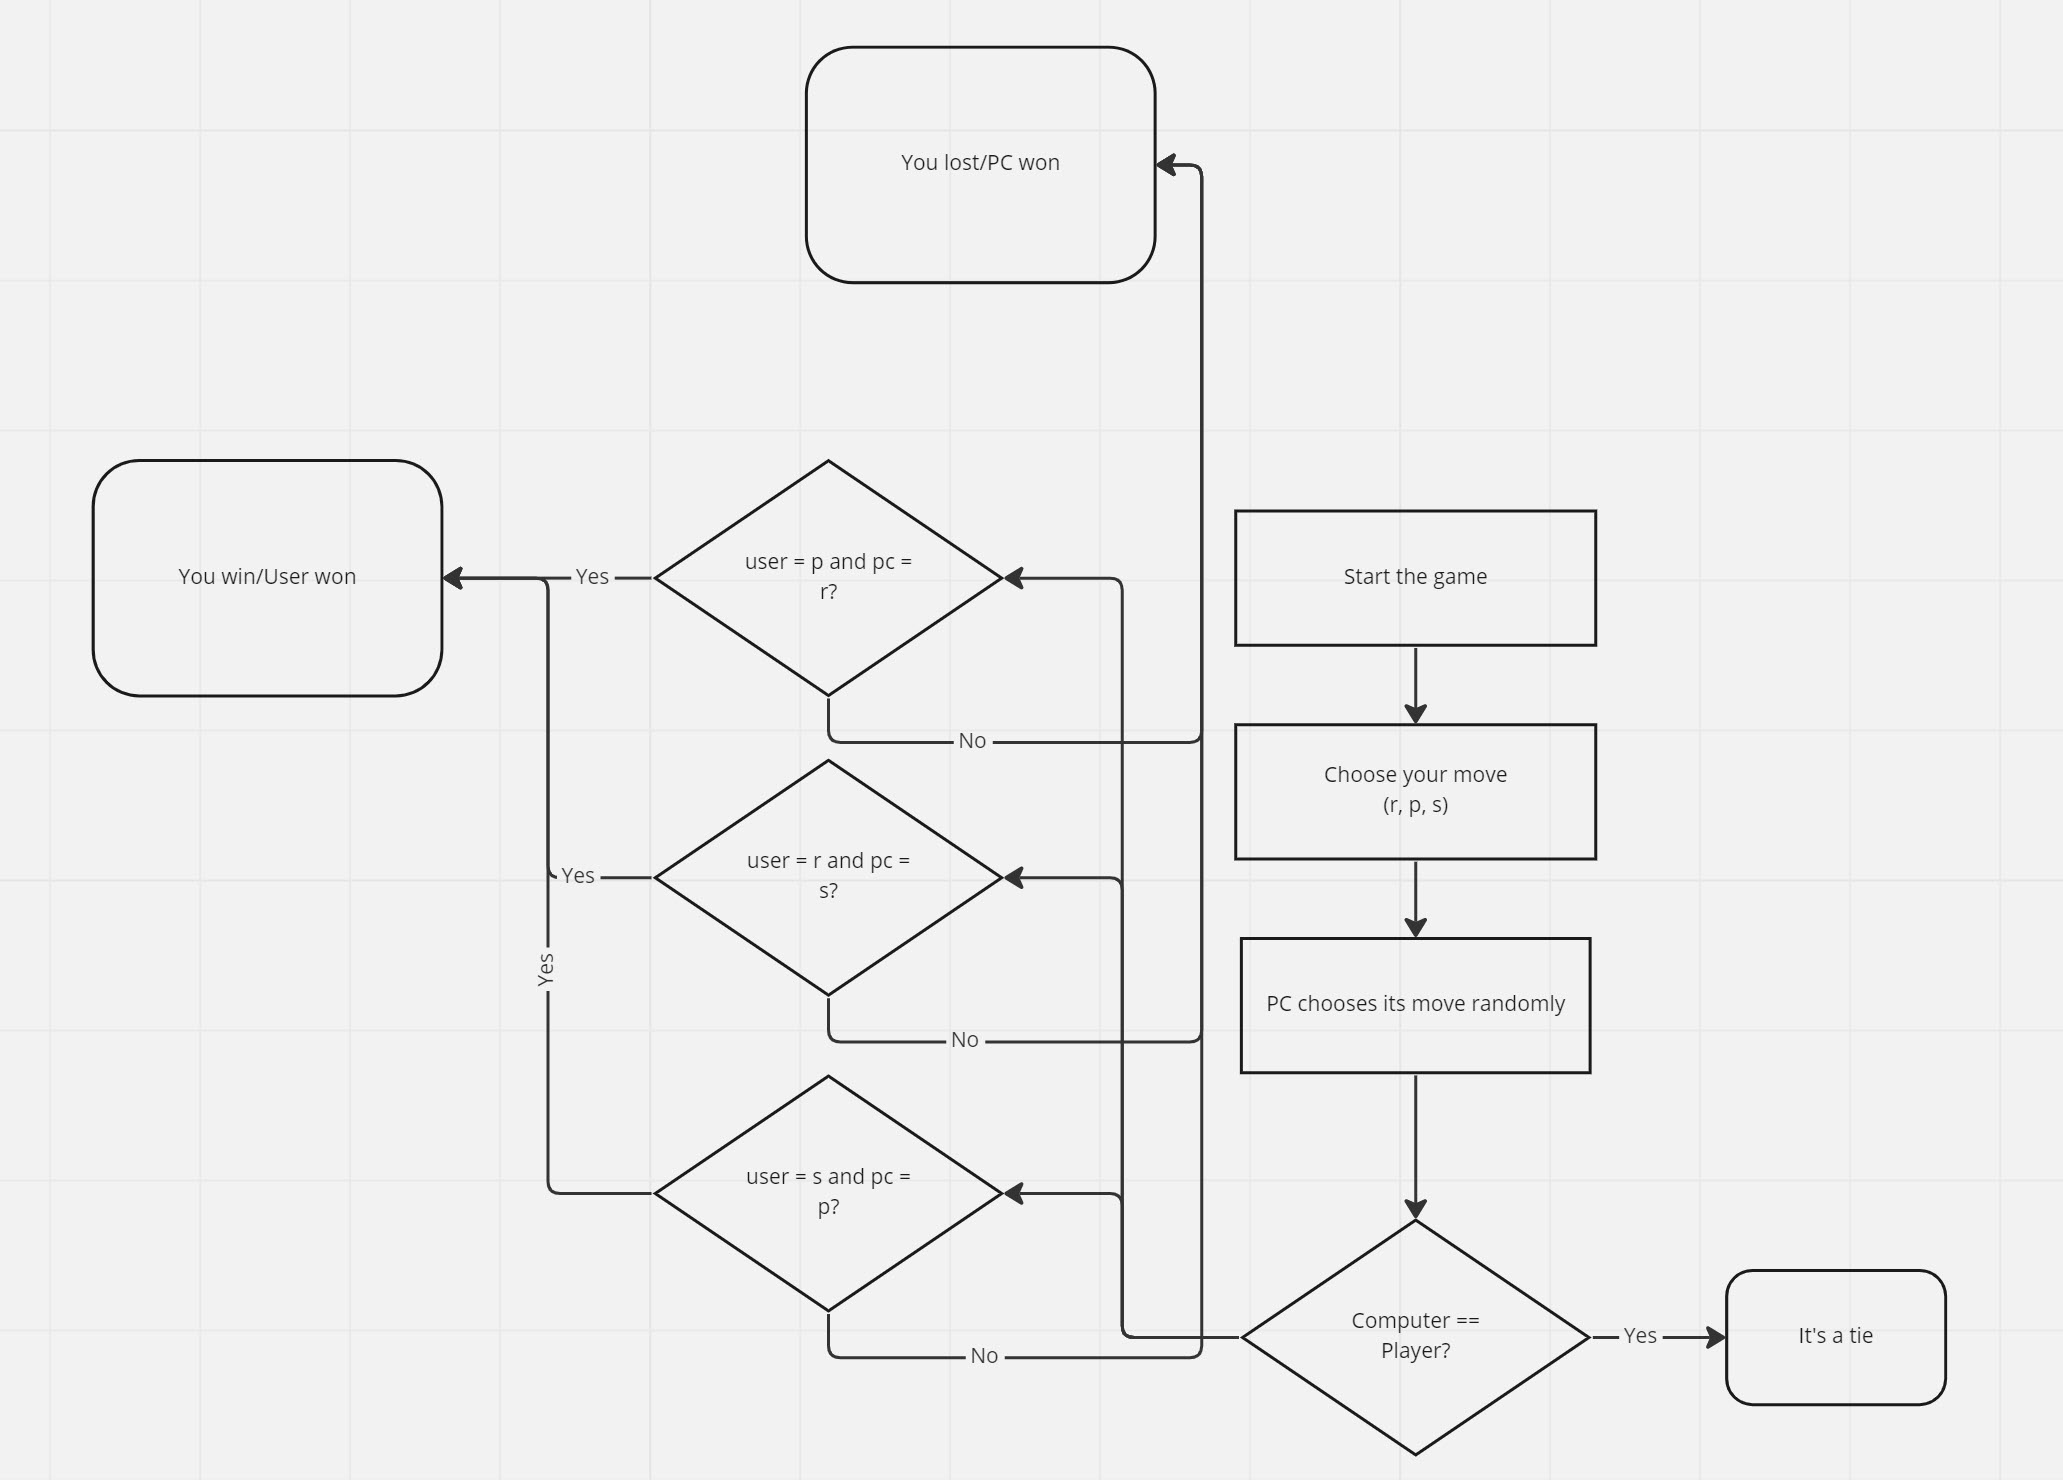 You lost/PC won
You win/User won
Yes
user = p and pc =
r?
Start the game
No
Choose your move
(r, p, s)
Yes
user = r and pc =
s?
Yes
PC chooses its move randomly
No
user = s and pc =
p?
Computer ==
Player?
Yes
It's a tie
No